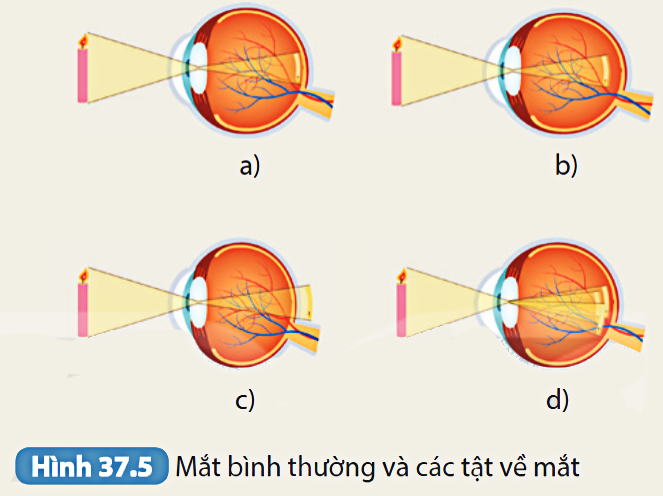 a)
b)
c)
d)
Hình 37.5 Mắt bình thường và các tật về mắt